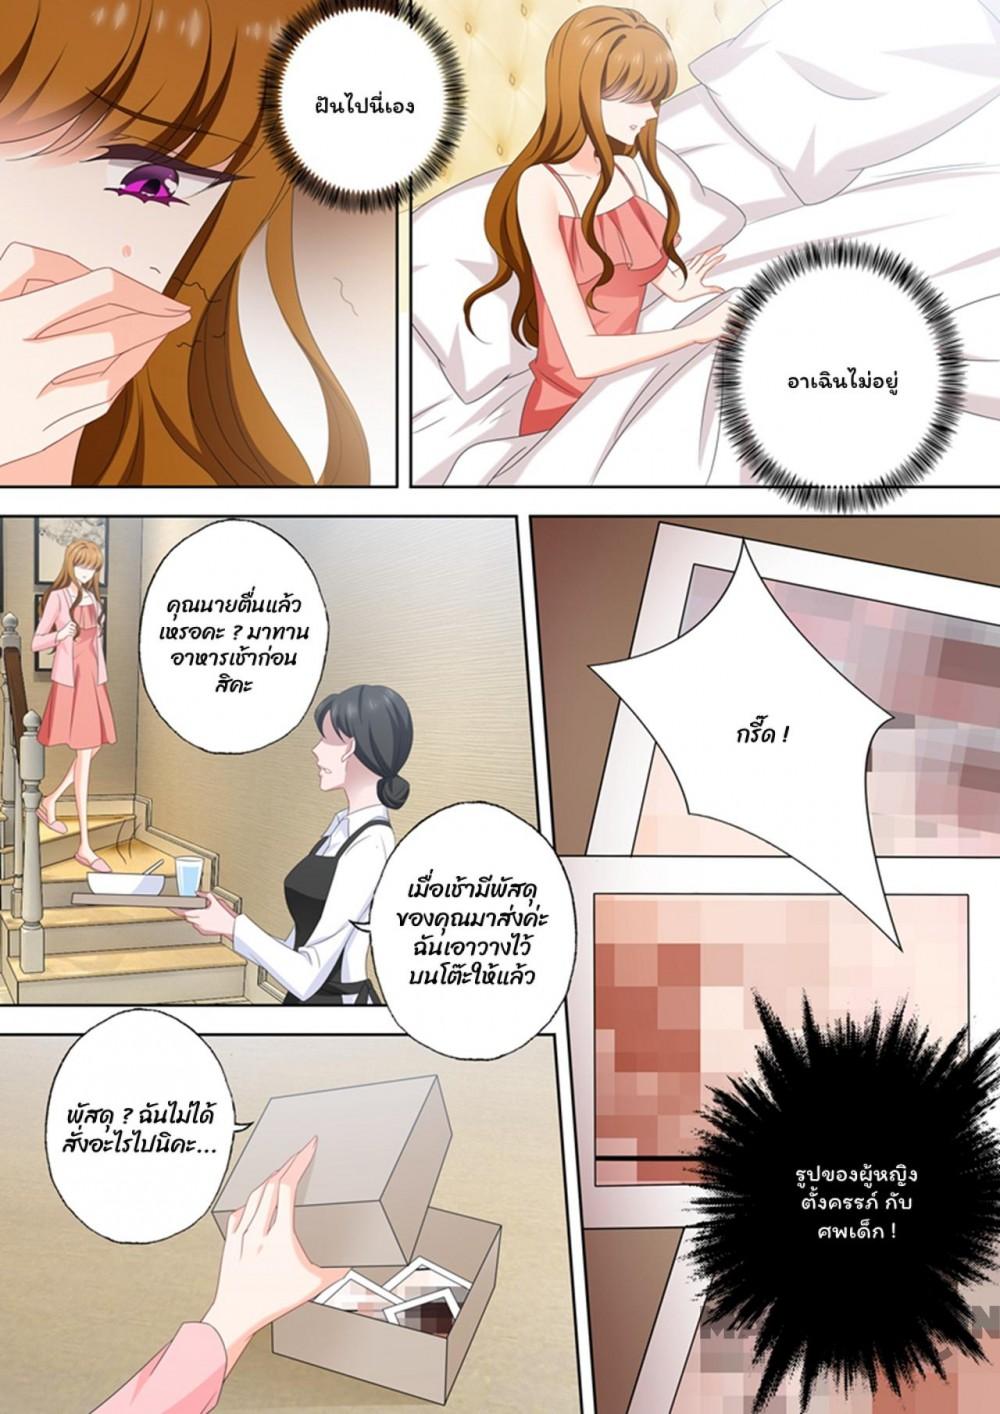 ฝันไปนี่เอง
อาเฉินไม่อยู่
คุณนายตื่นแล้ว
เหรอคะ ? มาทาน
อาหารเช้าก่อน
สิคะ
กรี๊ด !
เมื่อเช้ามีพัสดุ
ของคุณมาส่งค่ะ
ฉันเอาวางไว้
บนโต๊ะให้แล้ว
พัสดุ ? ฉันไม่ได้
สั่งอะไรไปนิคะ...
รูปของผู้หญิง
ตั้งครรภ์ กับ
ศพเด็ก !